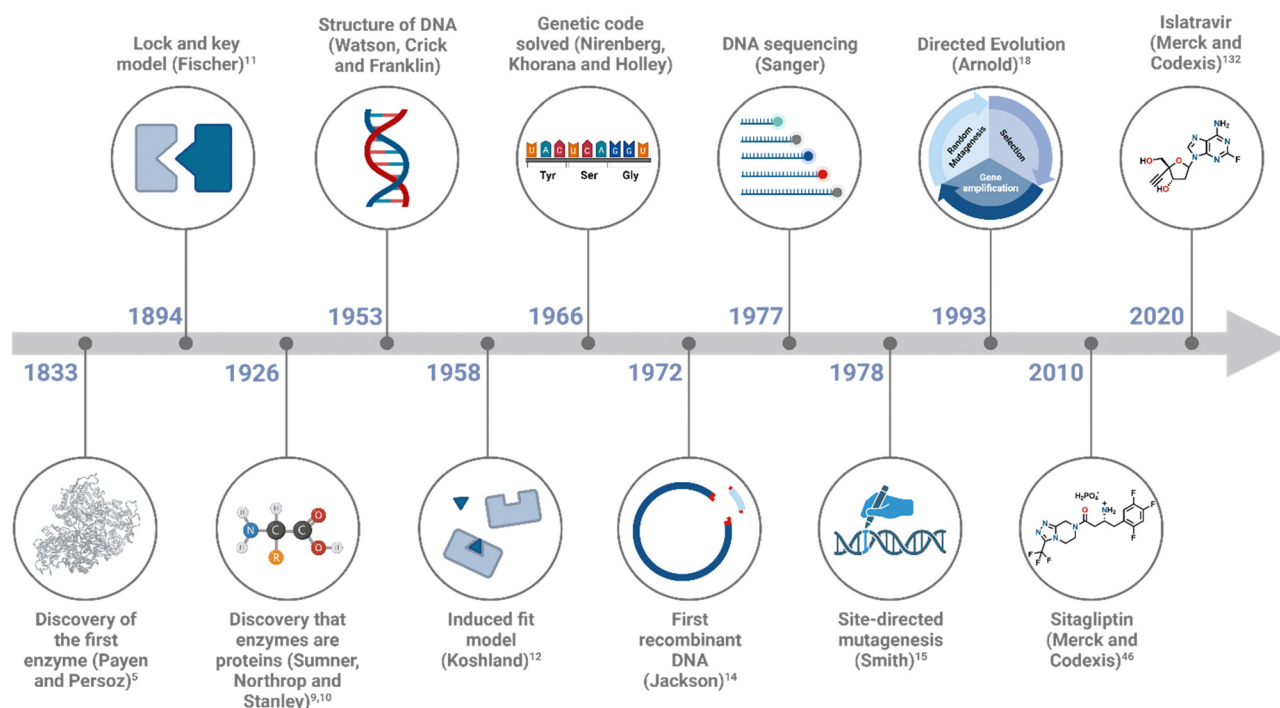 Lock and key
model (Fischer)¹¹
Structure of DNA
(Watson, Crick
and Franklin)
Genetic code
solved (Nirenberg,
Khorana and Holley)
DNA sequencing
(Sanger)
Directed Evolution
(Arnold)¹⁸
Islatravir
(Merck and
Codexis)¹³²
U A C U C A G G U
Tyr Ser Gly
Random
Mutagenesis
Selection
Gene
amplification
NH₂
N
N
N
N
F
HO
O
HO
1894
1953
1966
1977
1993
2020
1833
1926
1958
1972
1978
2010
H
H
O
N
C
C
H
R
O
H
H₂PO₄⁻
+
NH₂
O
F
F
F
N
N
N
N
F
F
F
Discovery of
the first
enzyme (Payen
and Persoz)⁵
Discovery that
enzymes are
proteins (Sumner,
Northrop and
Stanley)⁹,¹⁰
Induced fit
model
(Koshland)¹²
First
recombinant
DNA
(Jackson)¹⁴
Site-directed
mutagenesis
(Smith)¹⁵
Sitagliptin
(Merck and
Codexis)⁴⁶